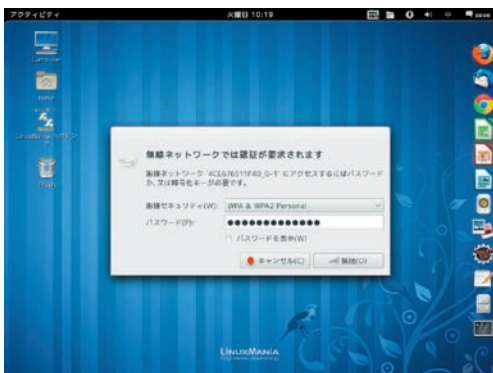 アクティビティ
火曜日 10:19
Computer
Home
Trash
無線ネットワークでは認証が要求されます
無線ネットワーク '4CE676511F4D_G-1' にアクセスするにはパスワード
か、又は暗号化キーが必要です。
無線セキュリティ(W): WPA & WPA2 Personal
パスワード(P): ●●●●●●●●●●●●●
パスワードを表示(W)
キャンセル(C) 接続(O)
LINUXMANIA